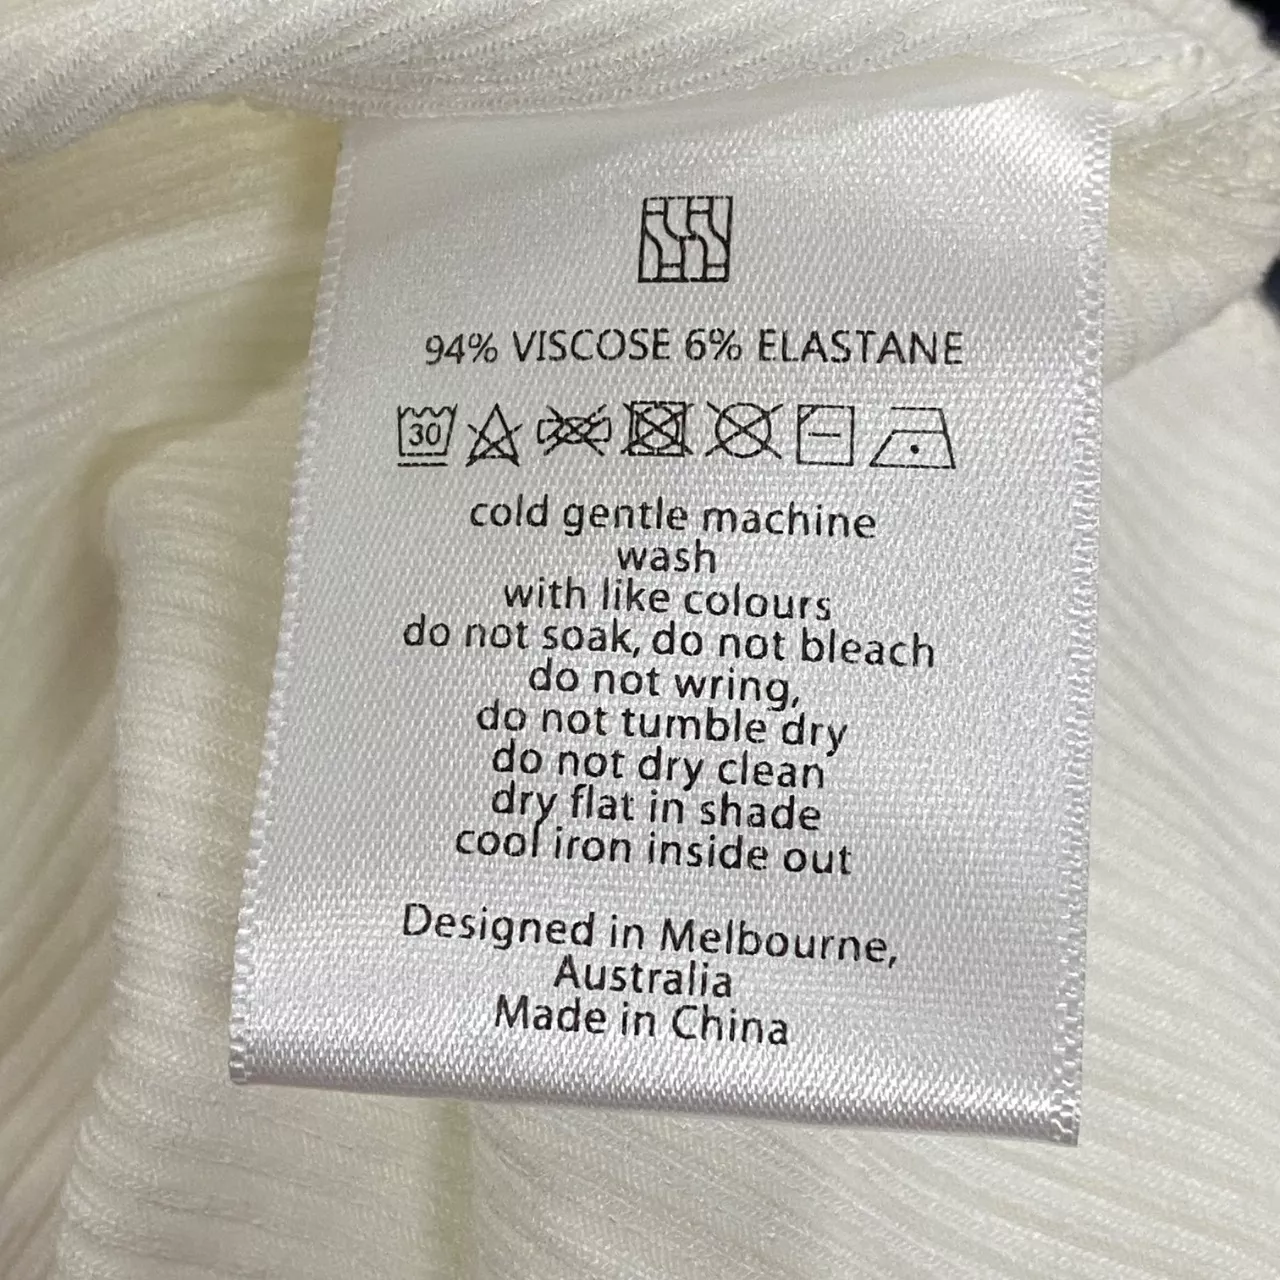 94% VISCOSE 6% ELASTANE
30
cold gentle machine
wash
with like colours
do not soak, do not bleach
do not wring,
do not tumble dry
do not dry clean
dry flat in shade
cool iron inside out
Designed in Melbourne,
Australia
Made in China